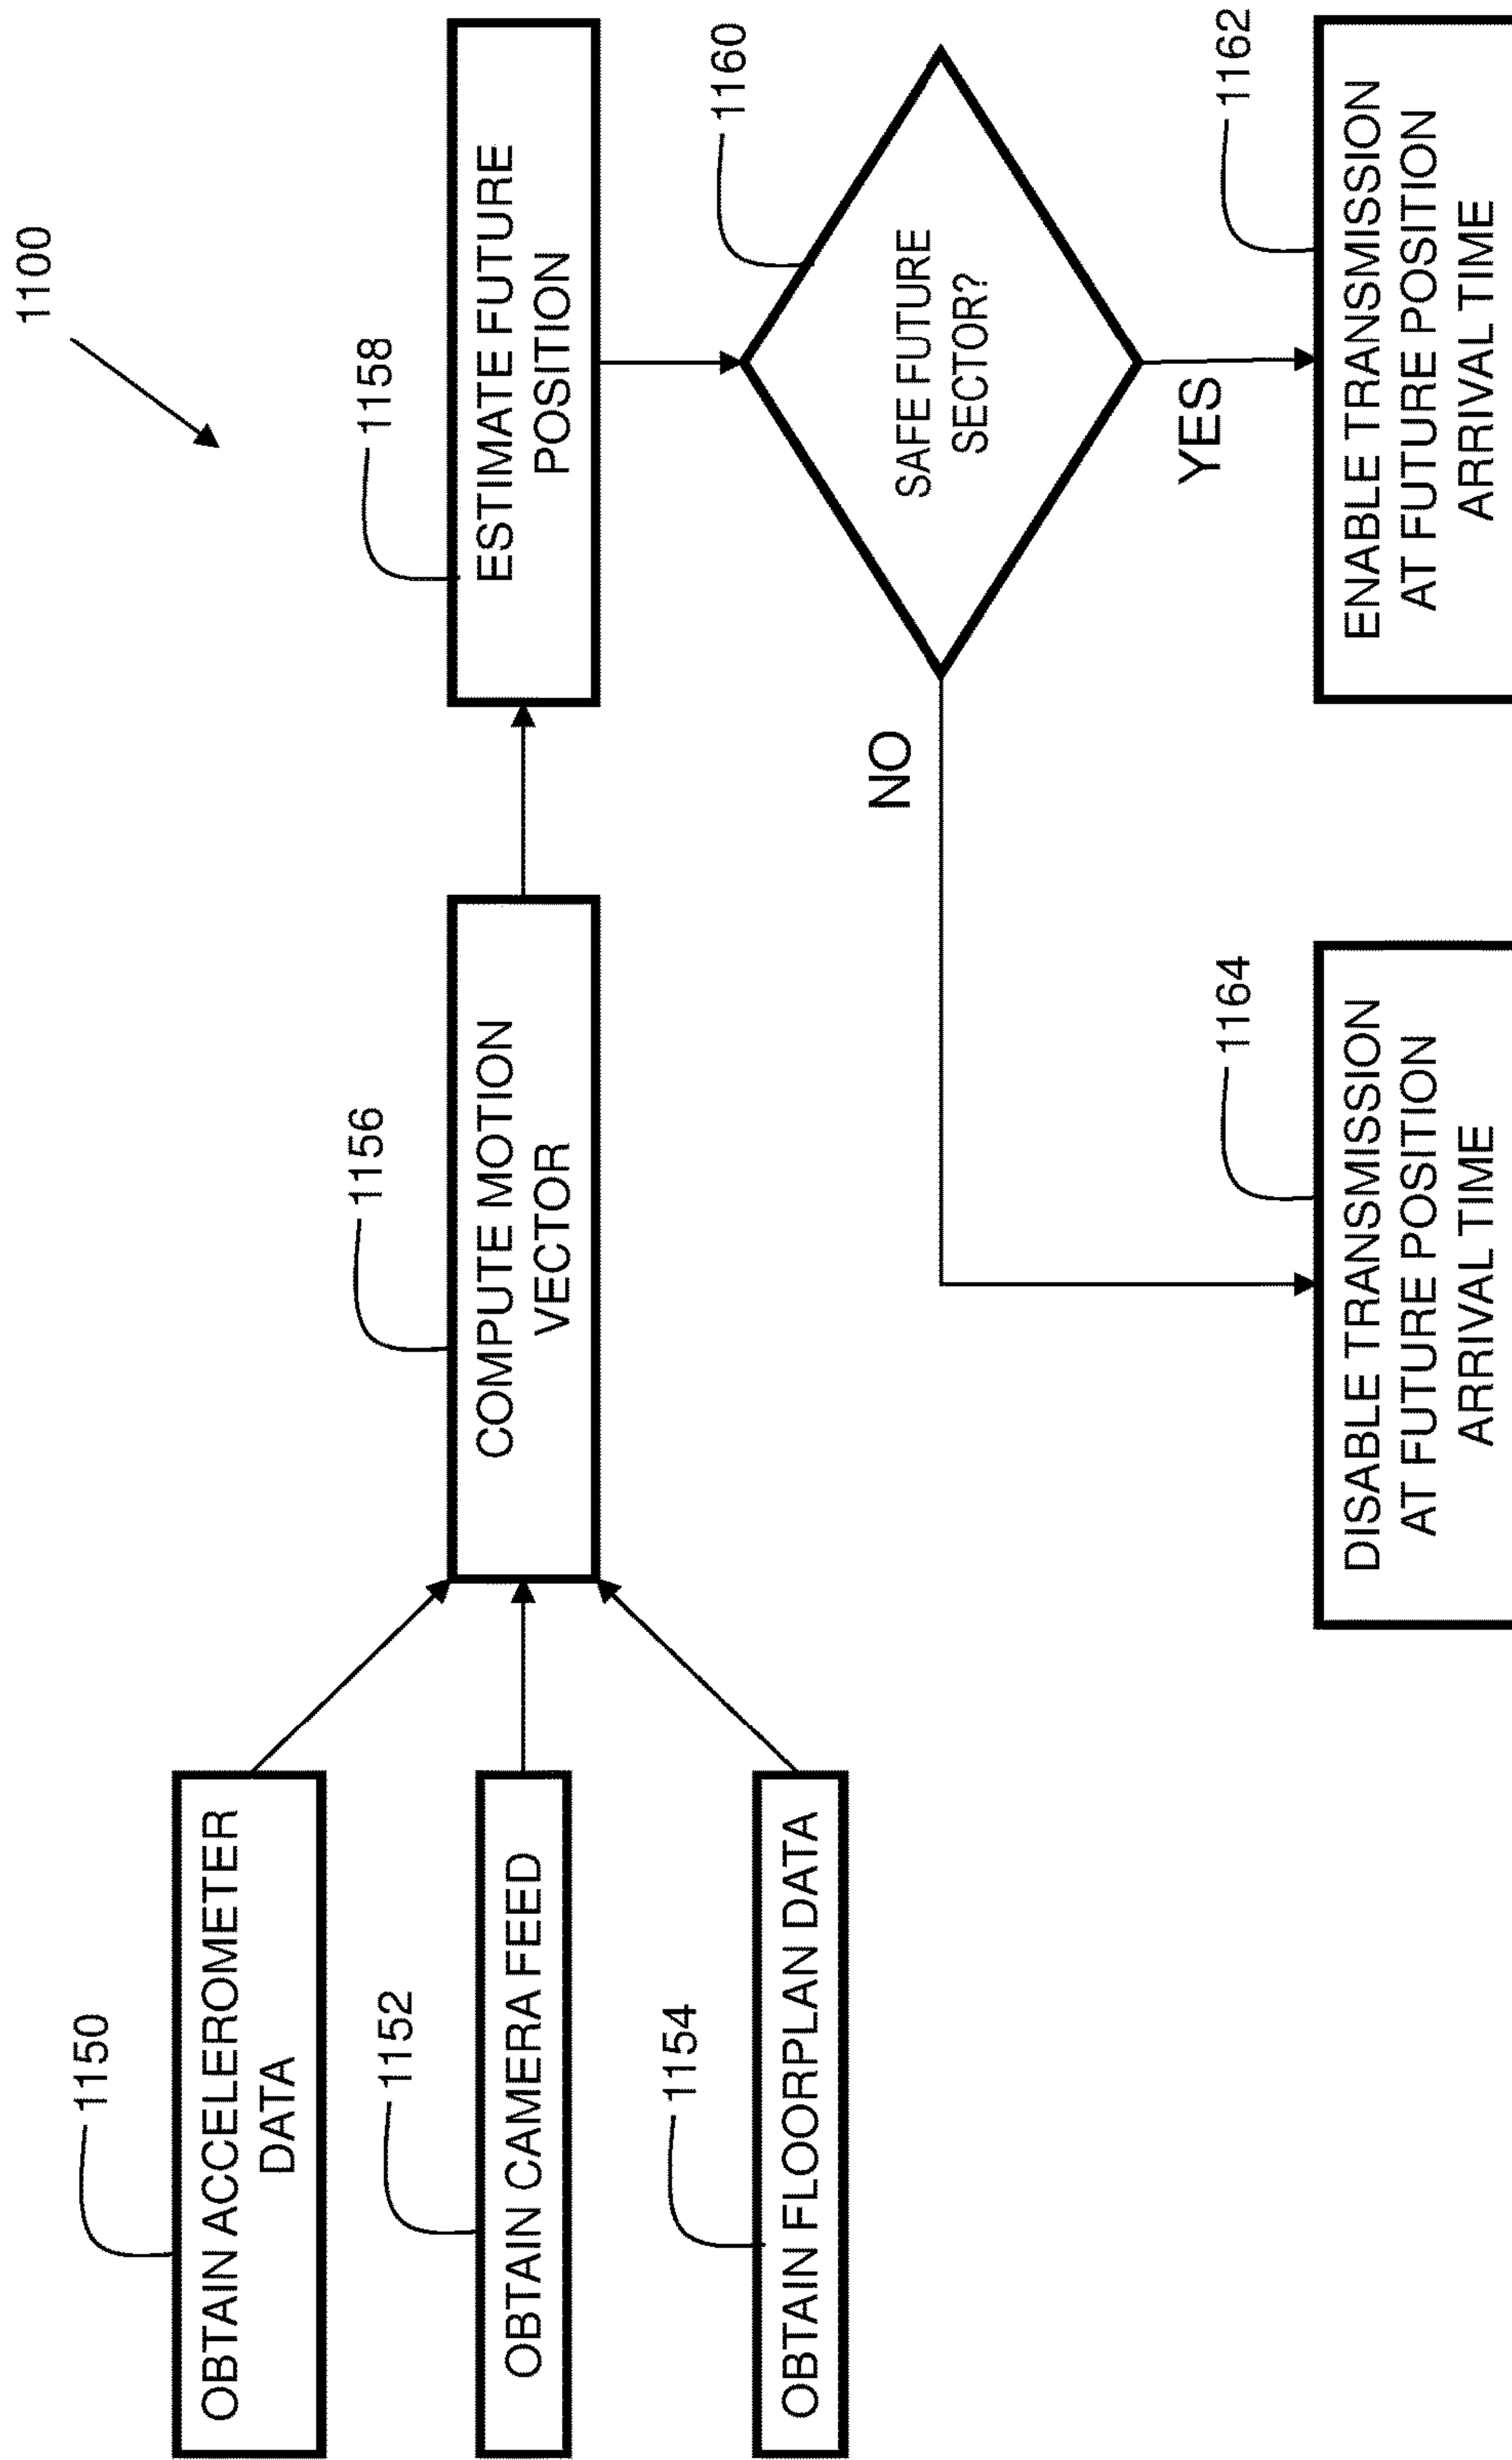 1100
1150
OBTAIN ACCELEROMETER
DATA
1152
OBTAIN CAMERA FEED
1154
OBTAIN FLOORPLAN DATA
1156
COMPUTE MOTION
VECTOR
1158
ESTIMATE FUTURE
POSITION
1160
SAFE FUTURE
SECTOR?
NO
YES
1164
DISABLE TRANSMISSION
AT FUTURE POSITION
ARRIVAL TIME
1162
ENABLE TRANSMISSION
AT FUTURE POSITION
ARRIVAL TIME